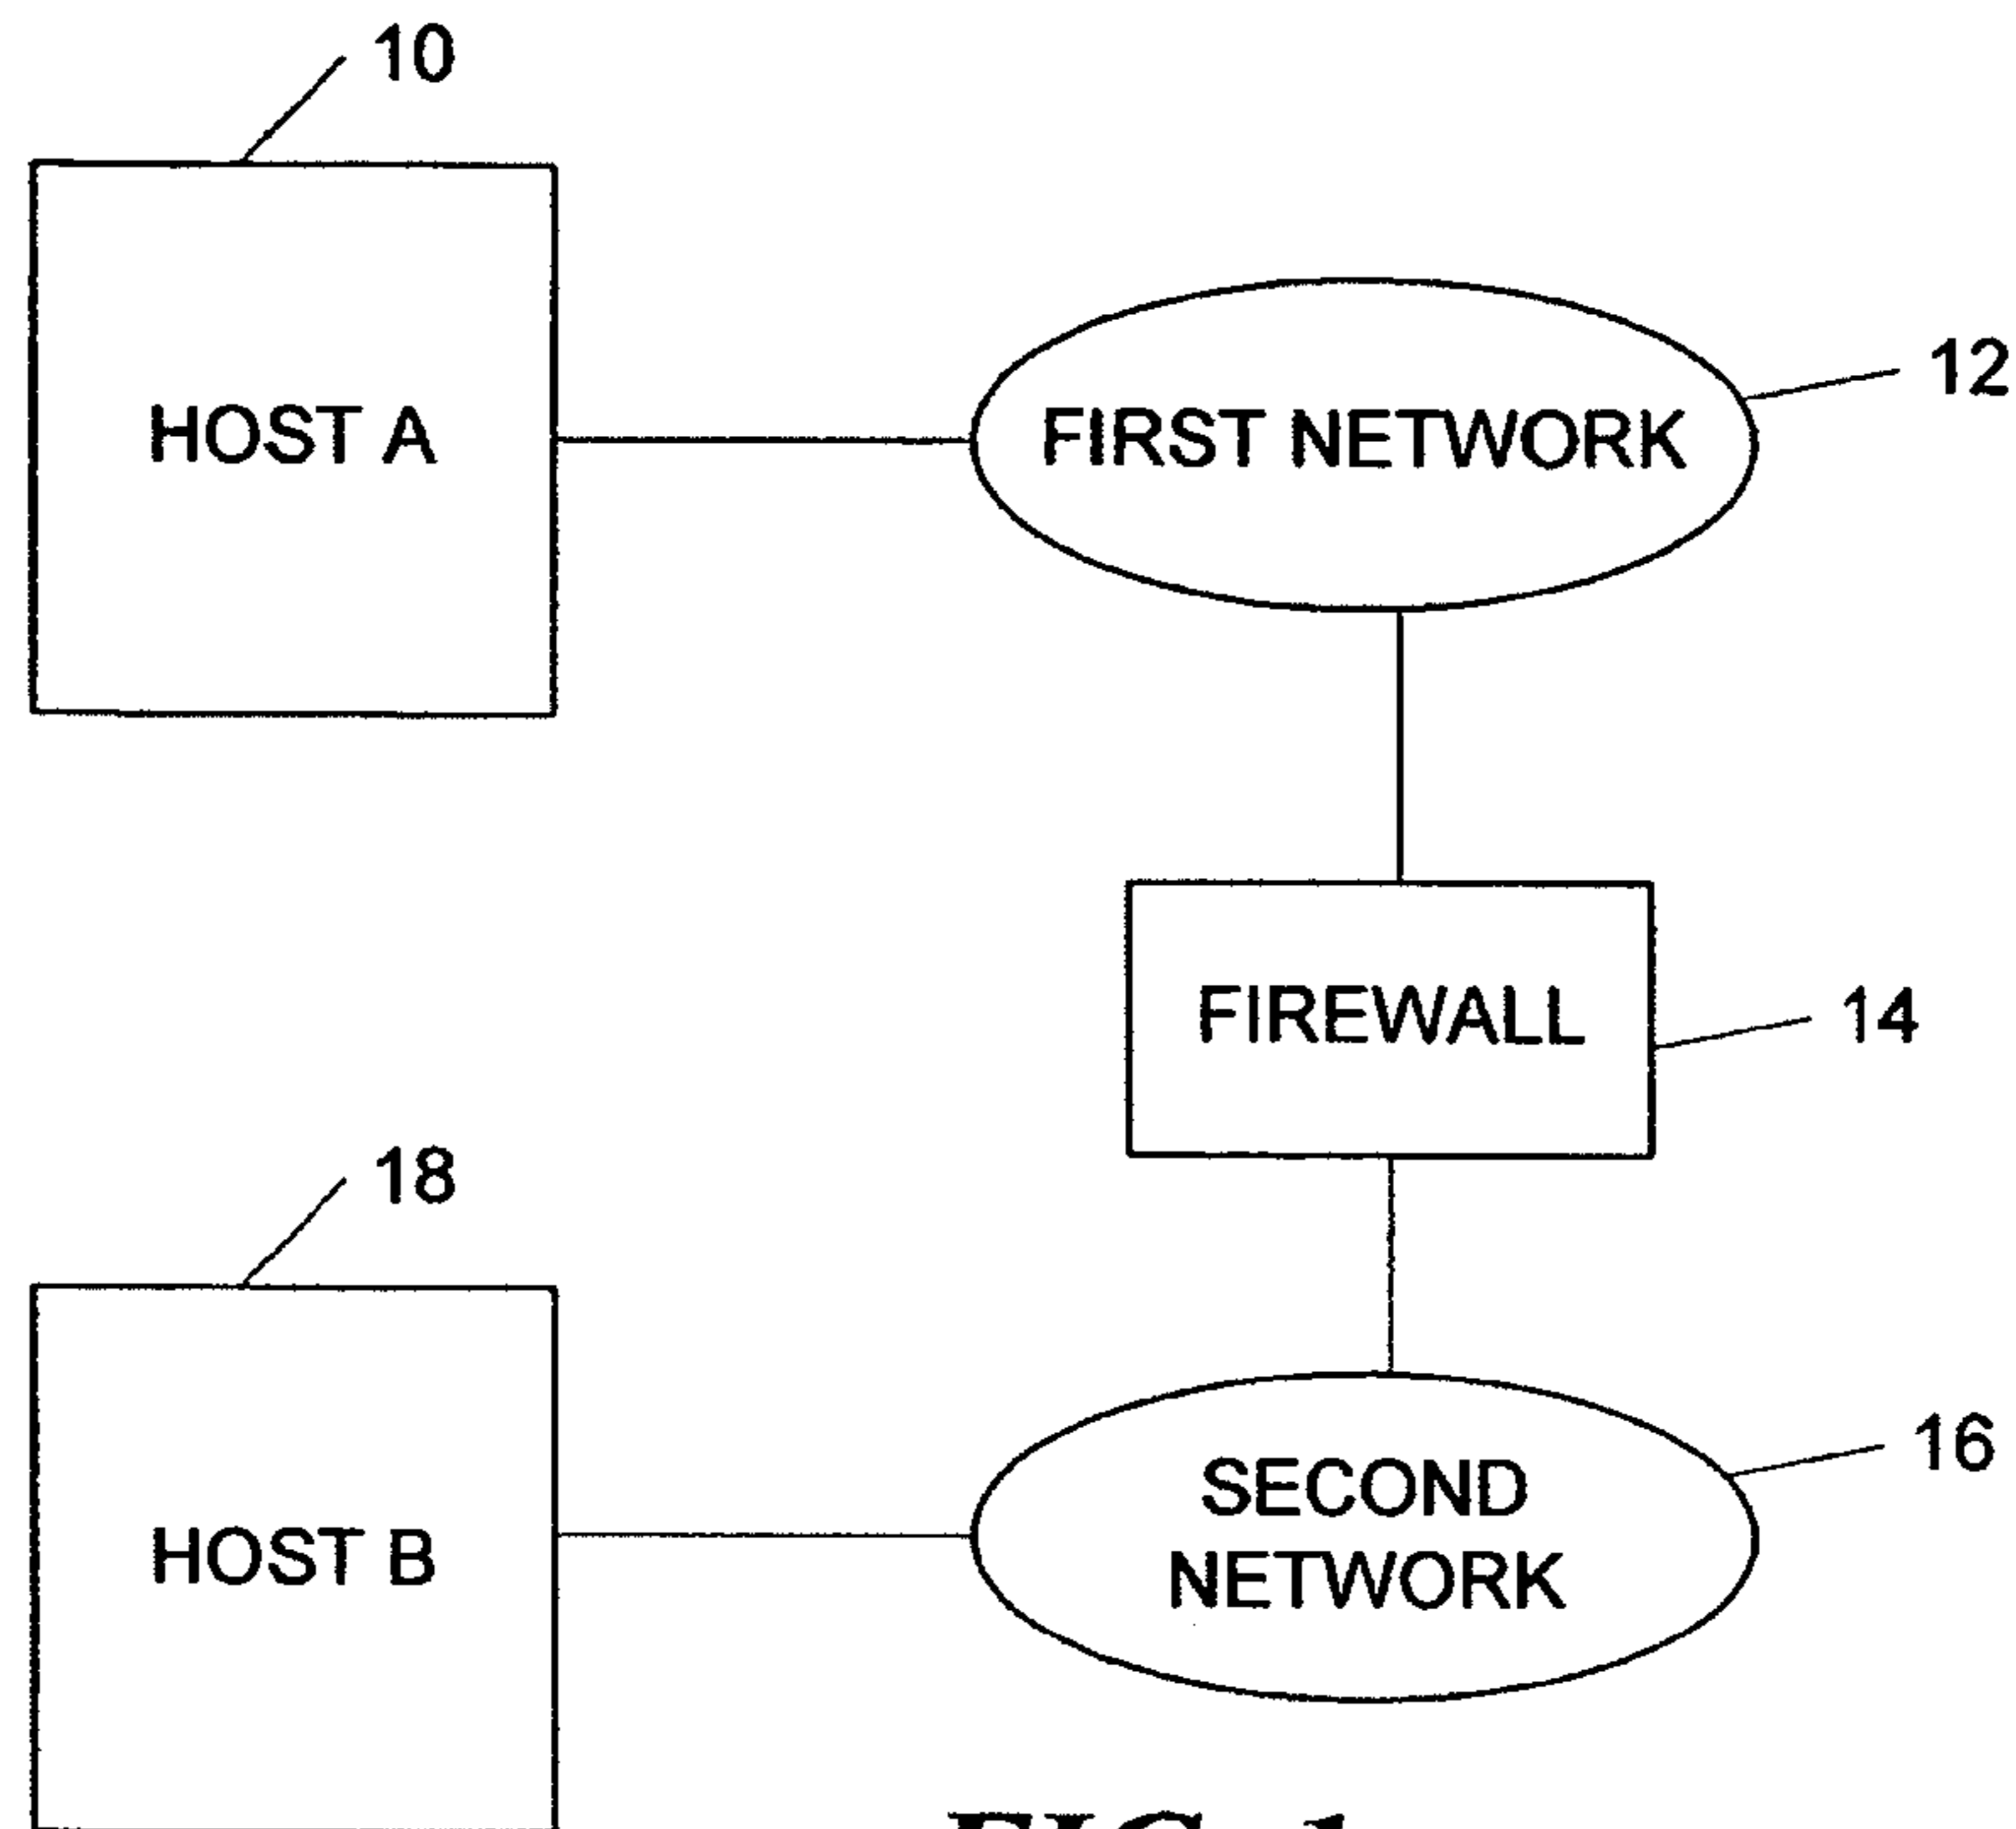 10
HOST A
FIRST NETWORK
12
FIREWALL
14
18
HOST B
SECOND
NETWORK
16